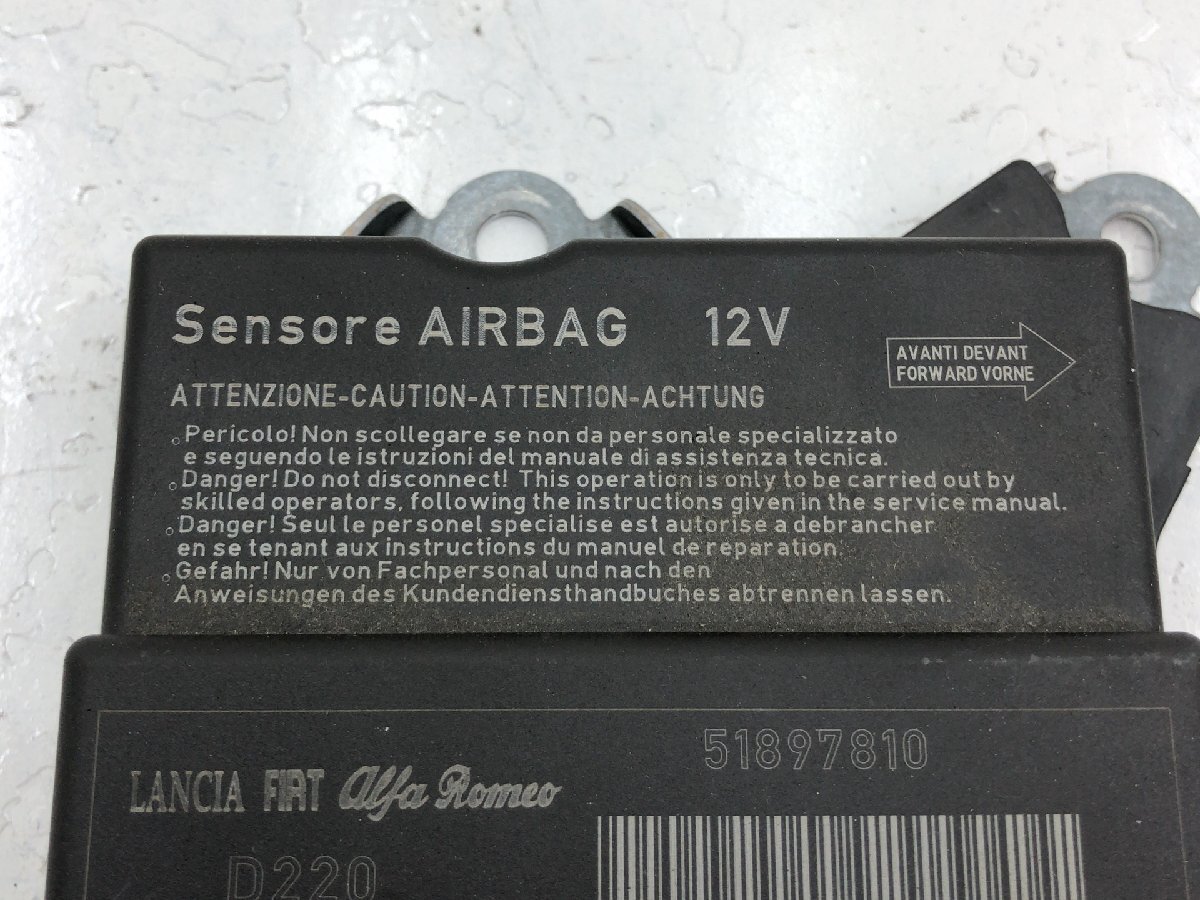 Sensore AIRBAG 12V
AVANTI DEVANT
FORWARD VORNE
ATTENZIONE-CAUTION-ATTENTION-ACHTUNG
Pericolo! Non scollegare se non da personale specializzato
e seguendo le istruzioni del manuale di assistenza tecnica.
Danger! Do not disconnect! This operation is only to be carried out by
skilled operators, following the instructions given in the service manual.
Danger! Seul le personel specialise est autorise a debrancher
en se tenant aux instructions du manuel de reparation.
Gefahr! Nur von Fachpersonal und nach den
Anweisungen des Kundendiensthandbuches abtrennen lassen.
51897810
LANCIA FIAT Alfa Romeo
D220